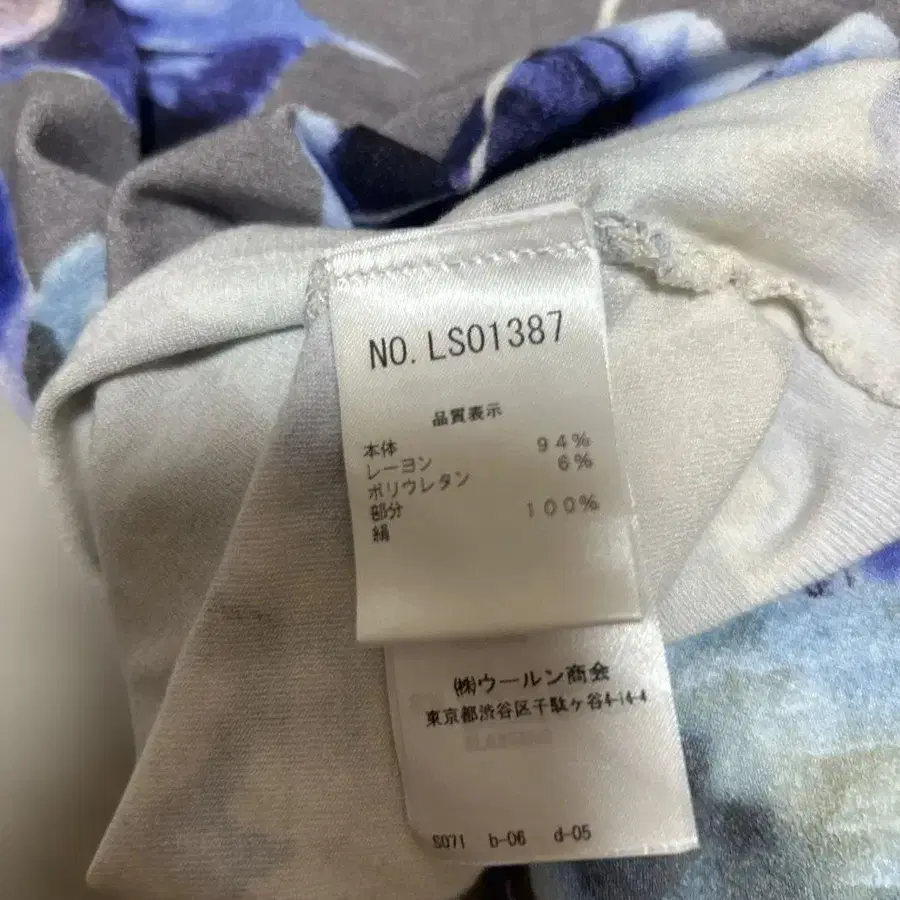 NO.LS01387
品質表示
本体
レーヨン 94%
ポリウレタン 6%
部分
絹 100%
㈱ウールン商会
東京都渋谷区千駄ヶ谷4-14-4
S071 b-06 d-05